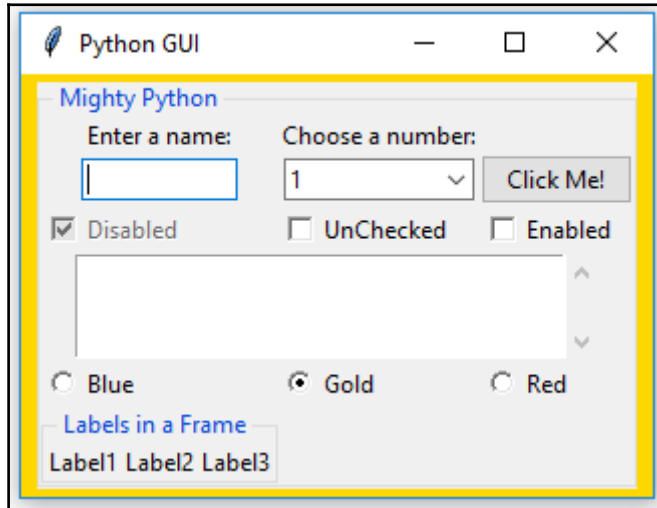 Python GUI
Mighty Python
Enter a name: Choose a number:
1 Click Me!
Disabled UnChecked Enabled
Blue Gold Red
Labels in a Frame
Label1 Label2 Label3